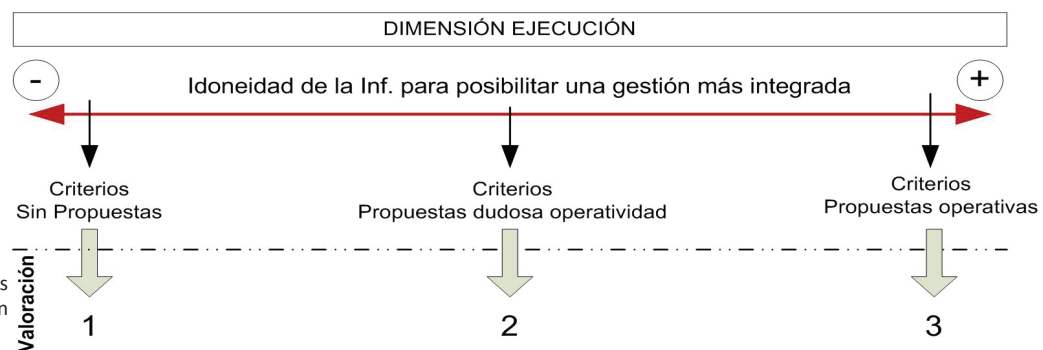 DIMENSIÓN EJECUCIÓN
- +
Idoneidad de la Inf. para posibilitar una gestión más integrada
Criterios
Sin Propuestas
Criterios
Propuestas dudosa operatividad
Criterios
Propuestas operativas
s
n
Valoración
1 2 3